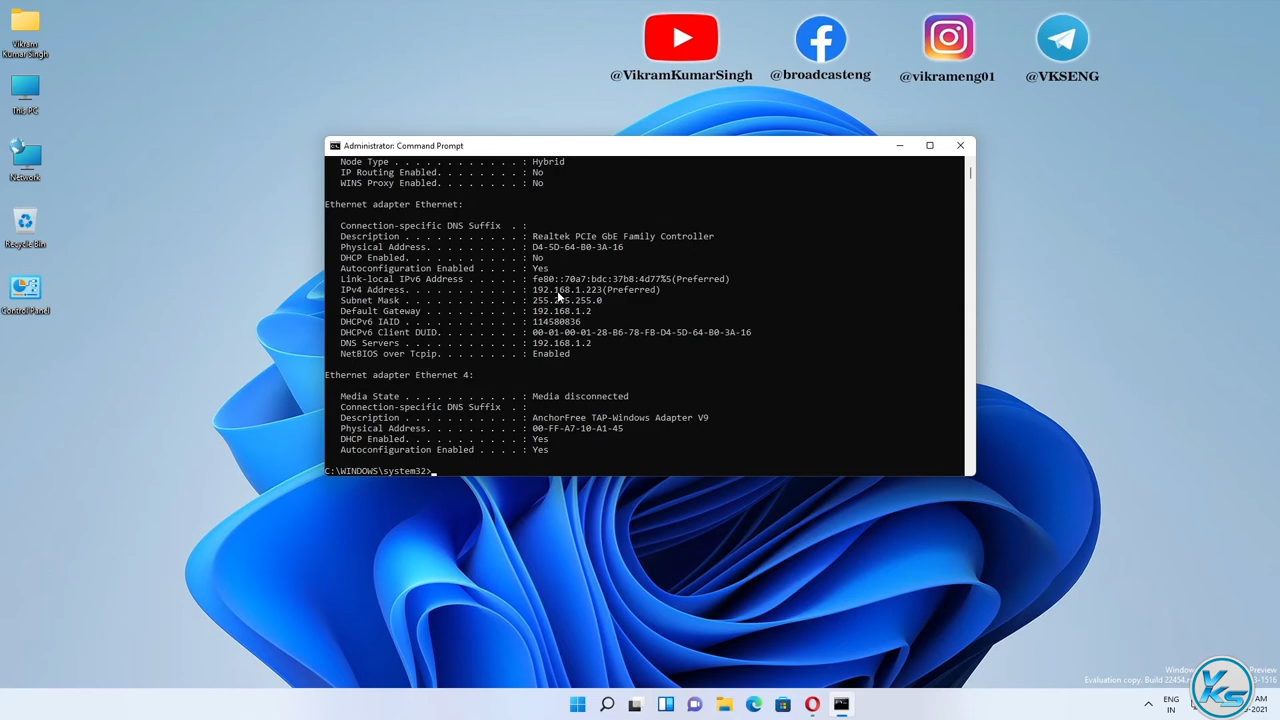 @VikramKumarSingh
@broadcasteng
@vikrameng01
@VKSENG
Vikram
Kumar Singh
This PC
Network
Recycle Bin
Control Panel
Administrator: Command Prompt
Node Type . . . . . . . . . . . . : Hybrid
IP Routing Enabled. . . . . . . . : No
WINS Proxy Enabled. . . . . . . . : No
Ethernet adapter Ethernet:
Connection-specific DNS Suffix  . :
Description . . . . . . . . . . . : Realtek PCIe GbE Family Controller
Physical Address. . . . . . . . . : D4-5D-64-B0-3A-16
DHCP Enabled. . . . . . . . . . . : No
Autoconfiguration Enabled . . . . : Yes
Link-local IPv6 Address . . . . . : fe80::70a7:bdc:37b8:4d77%5(Preferred)
IPv4 Address. . . . . . . . . . . : 192.168.1.223(Preferred)
Subnet Mask . . . . . . . . . . . : 255.255.255.0
Default Gateway . . . . . . . . . : 192.168.1.2
DHCPv6 IAID . . . . . . . . . . . : 114580836
DHCPv6 Client DUID. . . . . . . . : 00-01-00-01-28-B6-78-FB-D4-5D-64-B0-3A-16
DNS Servers . . . . . . . . . . . : 192.168.1.2
NetBIOS over Tcpip. . . . . . . . : Enabled
Ethernet adapter Ethernet 4:
Media State . . . . . . . . . . . : Media disconnected
Connection-specific DNS Suffix  . :
Description . . . . . . . . . . . : AnchorFree TAP-Windows Adapter V9
Physical Address. . . . . . . . . : 00-FF-A7-10-A1-45
DHCP Enabled. . . . . . . . . . . : Yes
Autoconfiguration Enabled . . . . : Yes
C:\WINDOWS\system32>
Preview
Evaluation copy. Build 22454.
-1516
ENG
IN
AM
-2021
KS